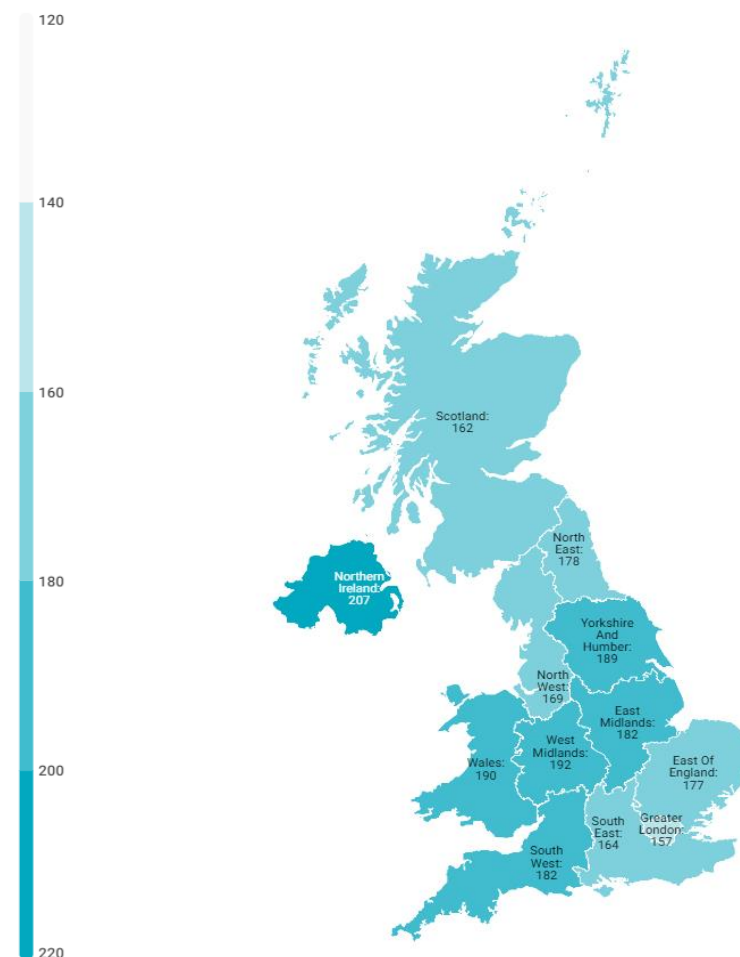 120
140
160
180
200
220
Scotland:
162
North
East:
178
Northern
Ireland:
207
Yorkshire
And
Humber:
189
North
West:
169
East
Midlands:
182
West
Midlands:
192
Wales:
190
East Of
England:
177
South
East:
164
Greater
London:
157
South
West:
182